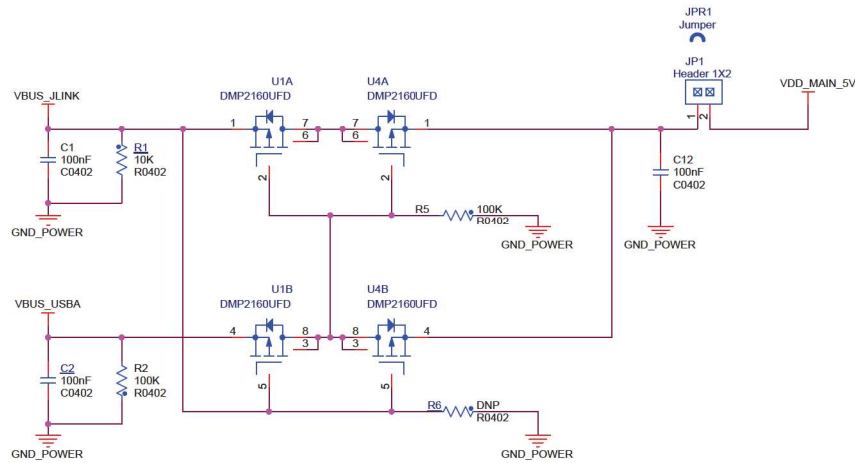 JPR1
Jumper
JP1
Header 1X2
VDD_MAIN_5V
U1A
DMP2160UFD
U4A
DMP2160UFD
VBUS_JLINK
1
7
6
7
6
1
1
2
C1
100nF
C0402
R1
10K
R0402
C12
100nF
C0402
2
2
R5
100K
R0402
GND_POWER
GND_POWER
GND_POWER
U1B
DMP2160UFD
U4B
DMP2160UFD
VBUS_USBA
4
8
3
8
3
4
C2
100nF
C0402
R2
100K
R0402
5
5
R6
DNP
R0402
GND_POWER
GND_POWER